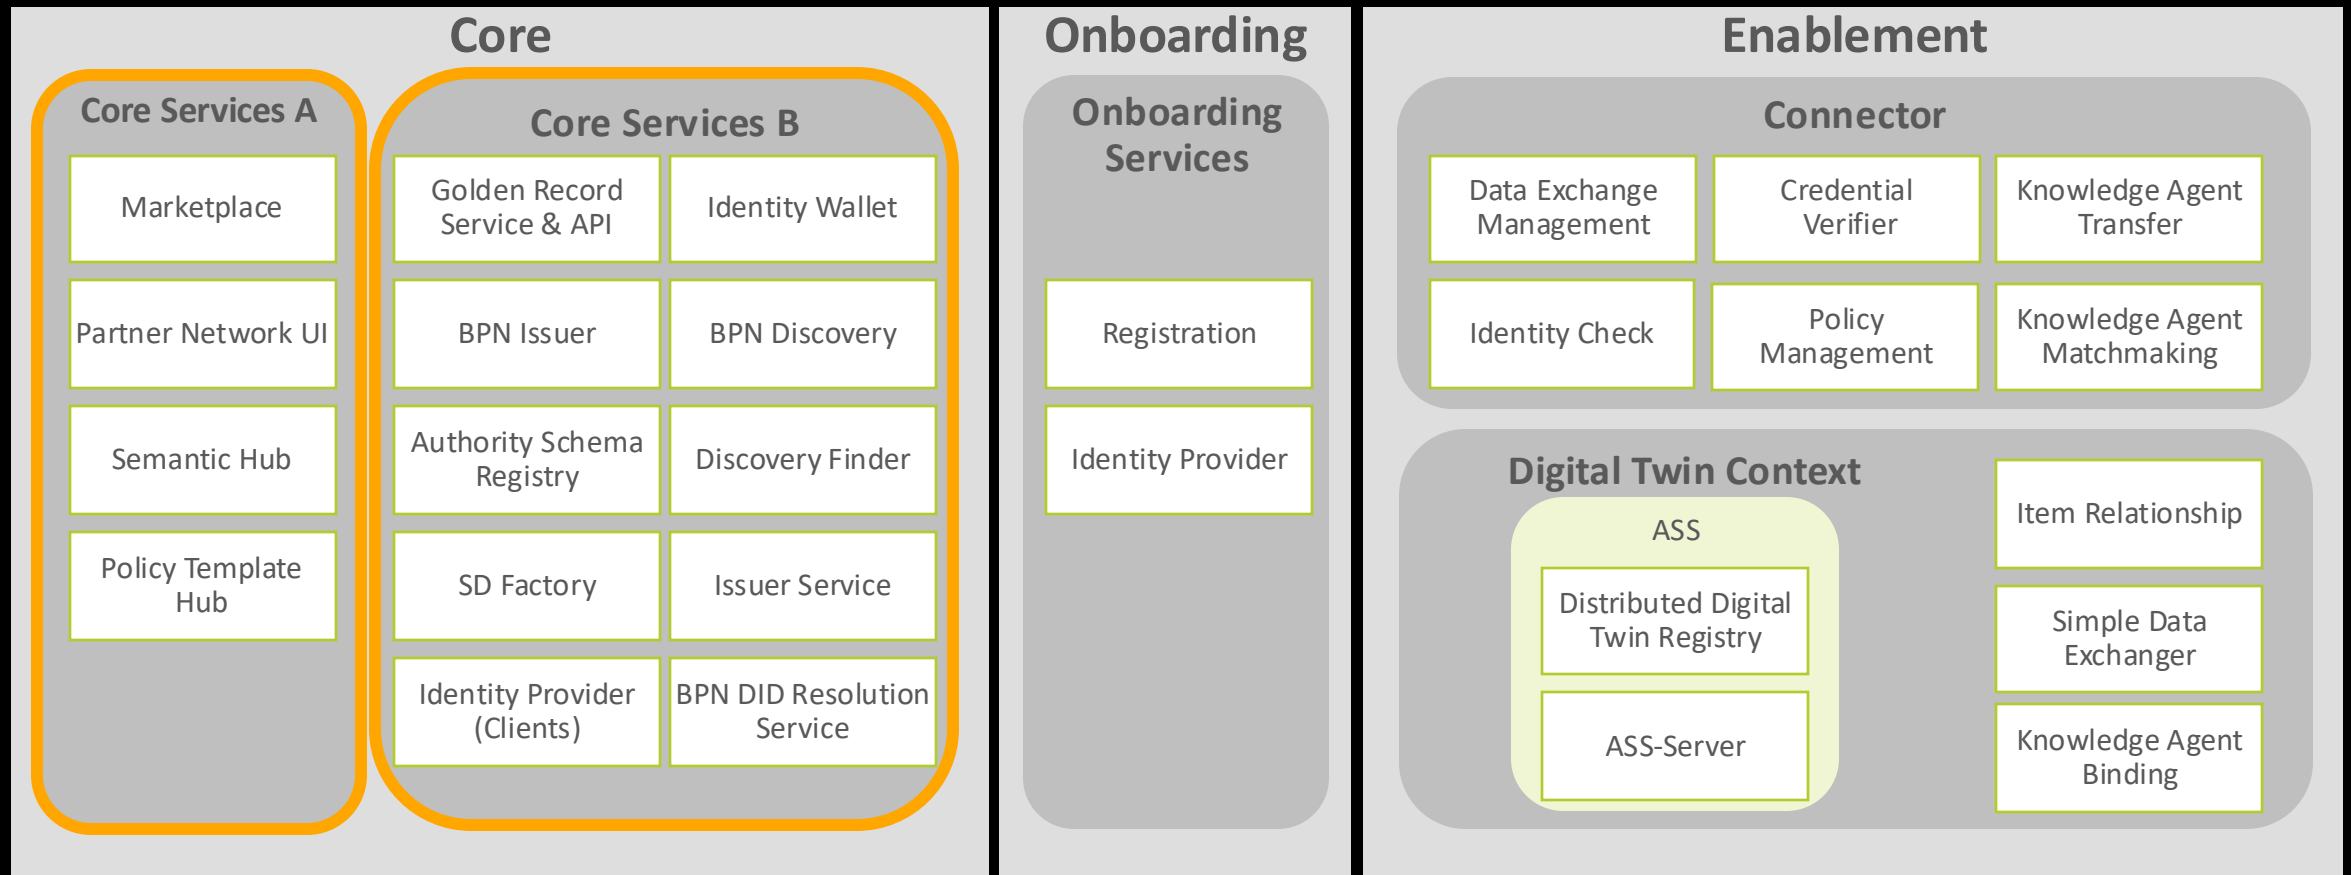 Core
Core Services A
Marketplace
Partner Network UI
Semantic Hub
Policy Template
Hub
Core Services B
Golden Record
Service & API
Identity Wallet
BPN Issuer
BPN Discovery
Authority Schema
Registry
Discovery Finder
SD Factory
Issuer Service
Identity Provider
(Clients)
BPN DID Resolution
Service
Onboarding
Onboarding
Services
Registration
Identity Provider
Enablement
Connector
Data Exchange
Management
Credential
Verifier
Knowledge Agent
Transfer
Identity Check
Policy
Management
Knowledge Agent
Matchmaking
Digital Twin Context
ASS
Distributed Digital
Twin Registry
ASS-Server
Item Relationship
Simple Data
Exchanger
Knowledge Agent
Binding